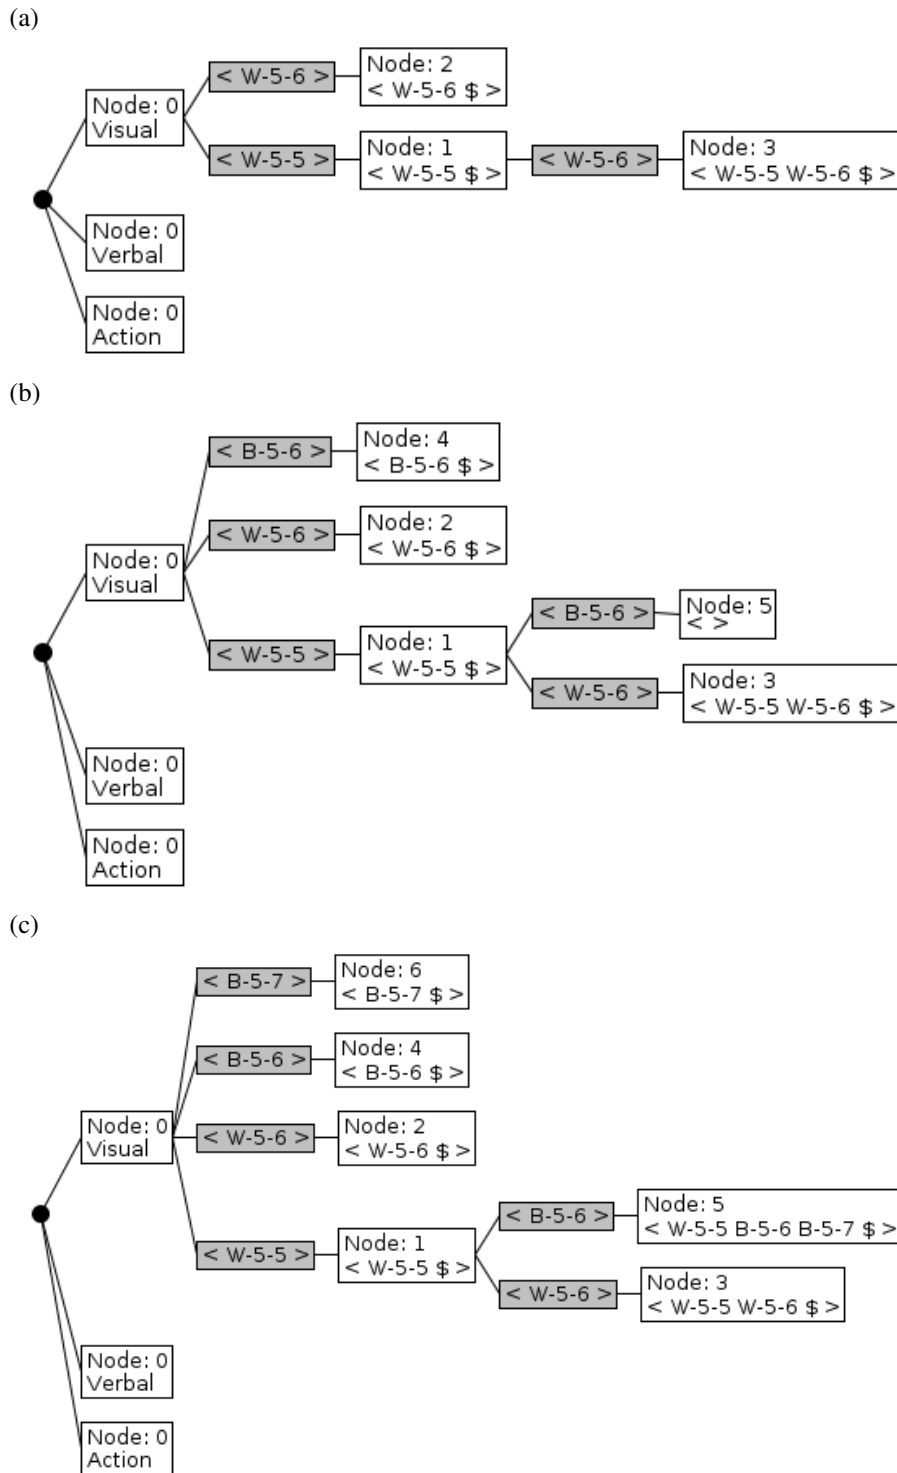 (a)
< W-5-6 >
Node: 2
< W-5-6 $ >
Node: 0
Visual
< W-5-5 >
Node: 1
< W-5-5 $ >
< W-5-6 >
Node: 3
< W-5-5 W-5-6 $ >
Node: 0
Verbal
Node: 0
Action
(b)
< B-5-6 >
Node: 4
< B-5-6 $ >
< W-5-6 >
Node: 2
< W-5-6 $ >
Node: 0
Visual
< W-5-5 >
Node: 1
< W-5-5 $ >
< B-5-6 >
Node: 5
< >
< W-5-6 >
Node: 3
< W-5-5 W-5-6 $ >
Node: 0
Verbal
Node: 0
Action
(c)
< B-5-7 >
Node: 6
< B-5-7 $ >
< B-5-6 >
Node: 4
< B-5-6 $ >
Node: 0
Visual
< W-5-6 >
Node: 2
< W-5-6 $ >
< W-5-5 >
Node: 1
< W-5-5 $ >
< B-5-6 >
Node: 5
< W-5-5 B-5-6 B-5-7 $ >
< W-5-6 >
Node: 3
< W-5-5 W-5-6 $ >
Node: 0
Verbal
Node: 0
Action